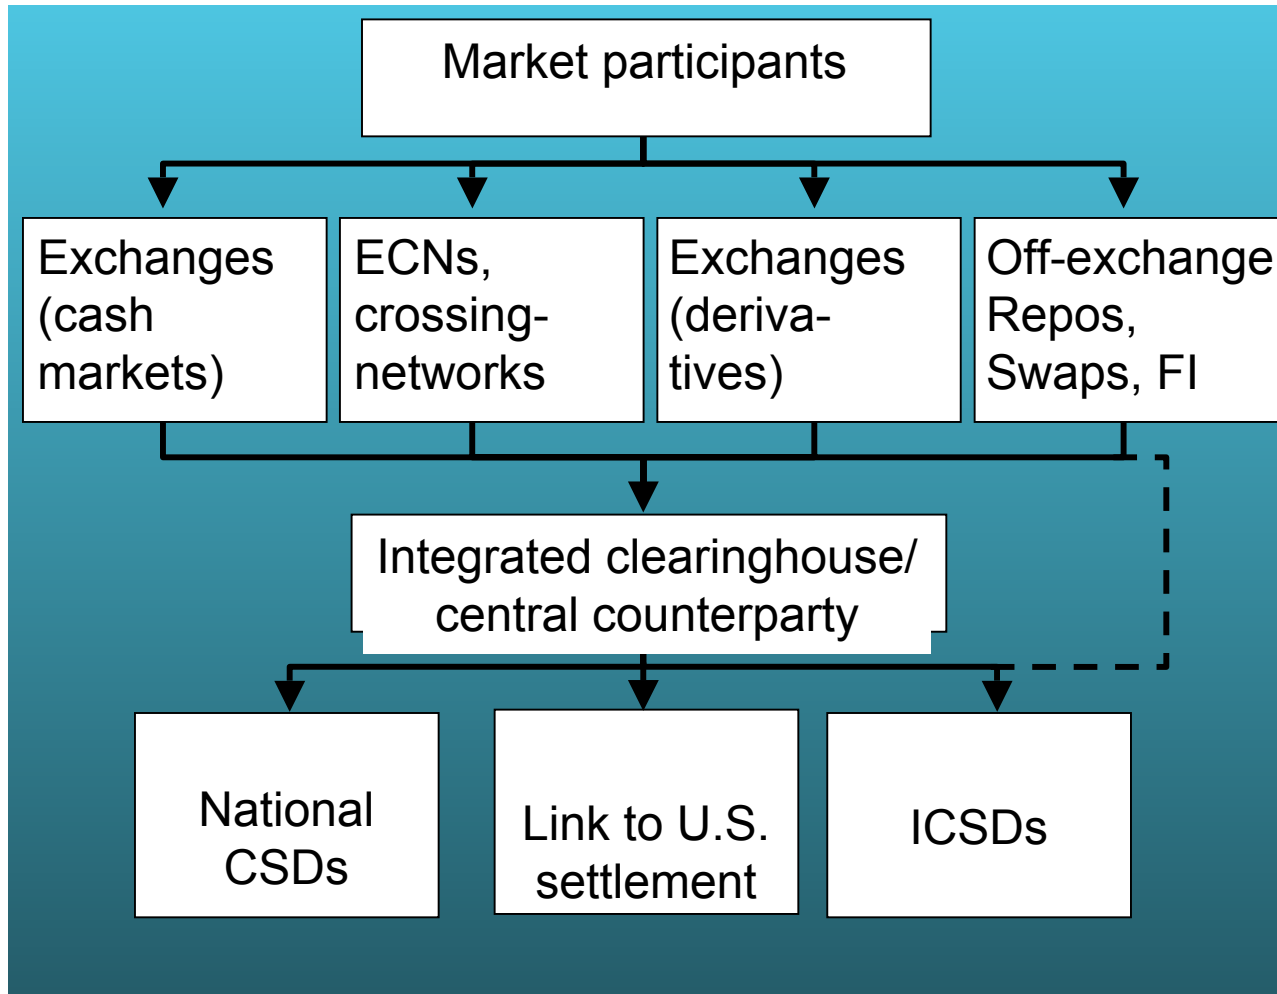 Market participants
Exchanges
(cash
markets)
ECNs,
crossing-
networks
Exchanges
(deriva-
tives)
Off-exchange
Repos,
Swaps, FI
Integrated clearinghouse/
central counterparty
National
CSDs
Link to U.S.
settlement
ICSDs